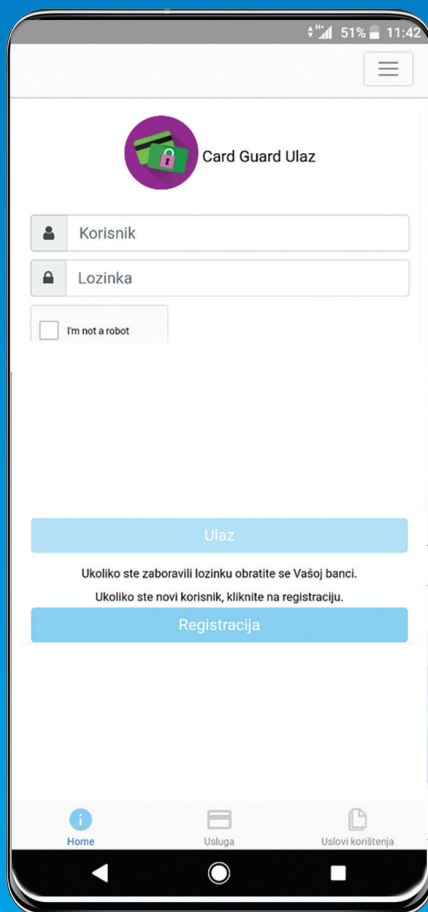 H+ 51% 11:42
Card Guard Ulaz
Korisnik
Lozinka
I'm not a robot
Ulaz
Ukoliko ste zaboravili lozinku obratite se Vašoj banci.
Ukoliko ste novi korisnik, kliknite na registraciju.
Registracija
Home Usluga Uslovi korištenja